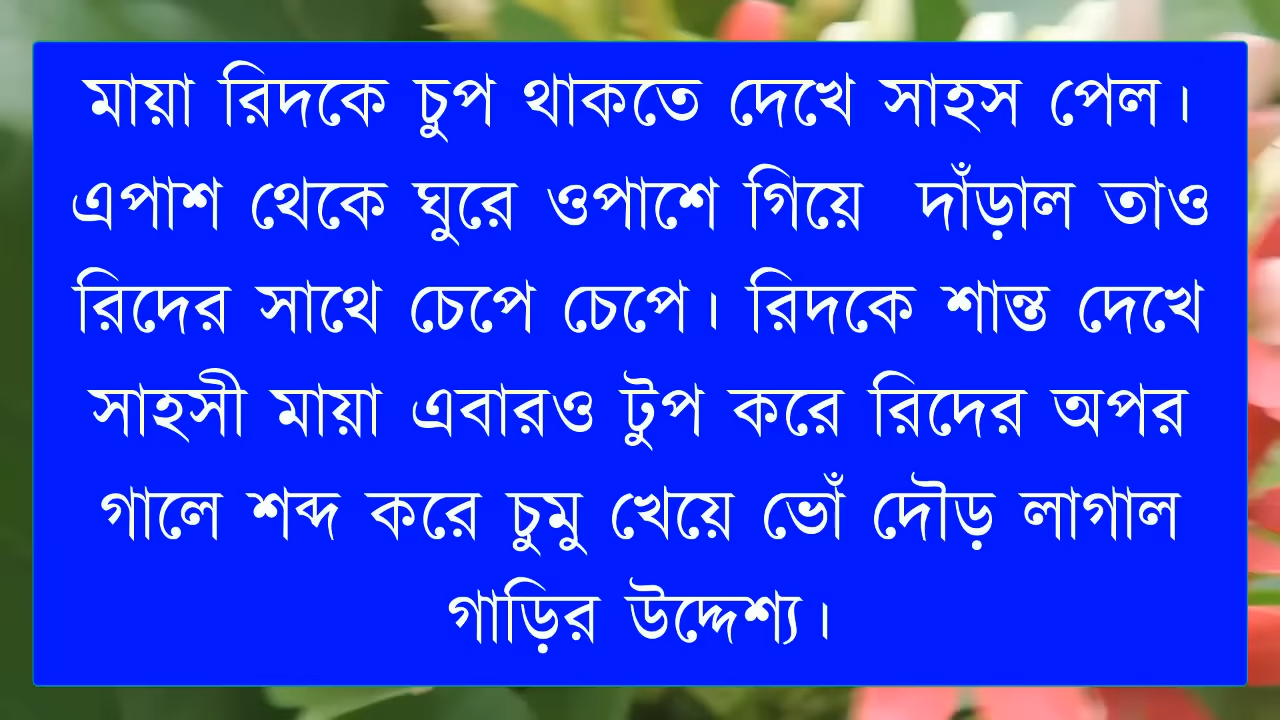 মায়া রিদকে চুপ থাকতে দেখে সাহস পেল।
এপাশ থেকে ঘুরে ওপাশে গিয়ে  দাঁড়াল তাও
রিদের সাথে চেপে চেপে। রিদকে শান্ত দেখে
সাহসী মায়া এবারও টুপ করে রিদের অপর
গালে শব্দ করে চুমু খেয়ে ভোঁ দৌড় লাগাল
গাড়ির উদ্দেশ্য।